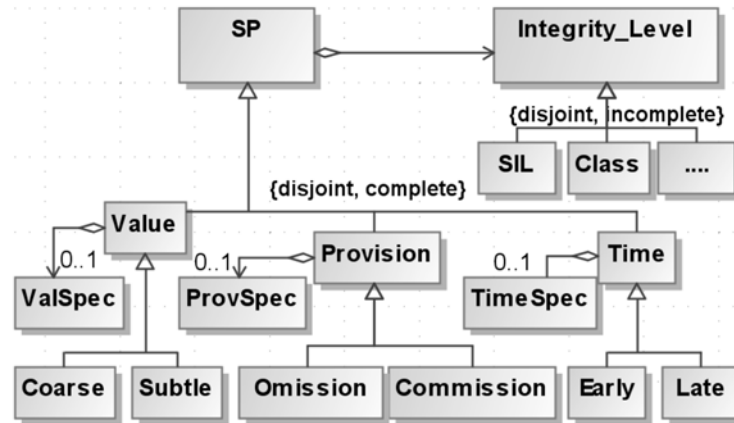 SP
Integrity_Level
{disjoint, incomplete}
SIL
Class
....
{disjoint, complete}
Value
Provision
Time
0..1
0..1
0..1
ValSpec
ProvSpec
TimeSpec
Coarse
Subtle
Omission
Commission
Early
Late